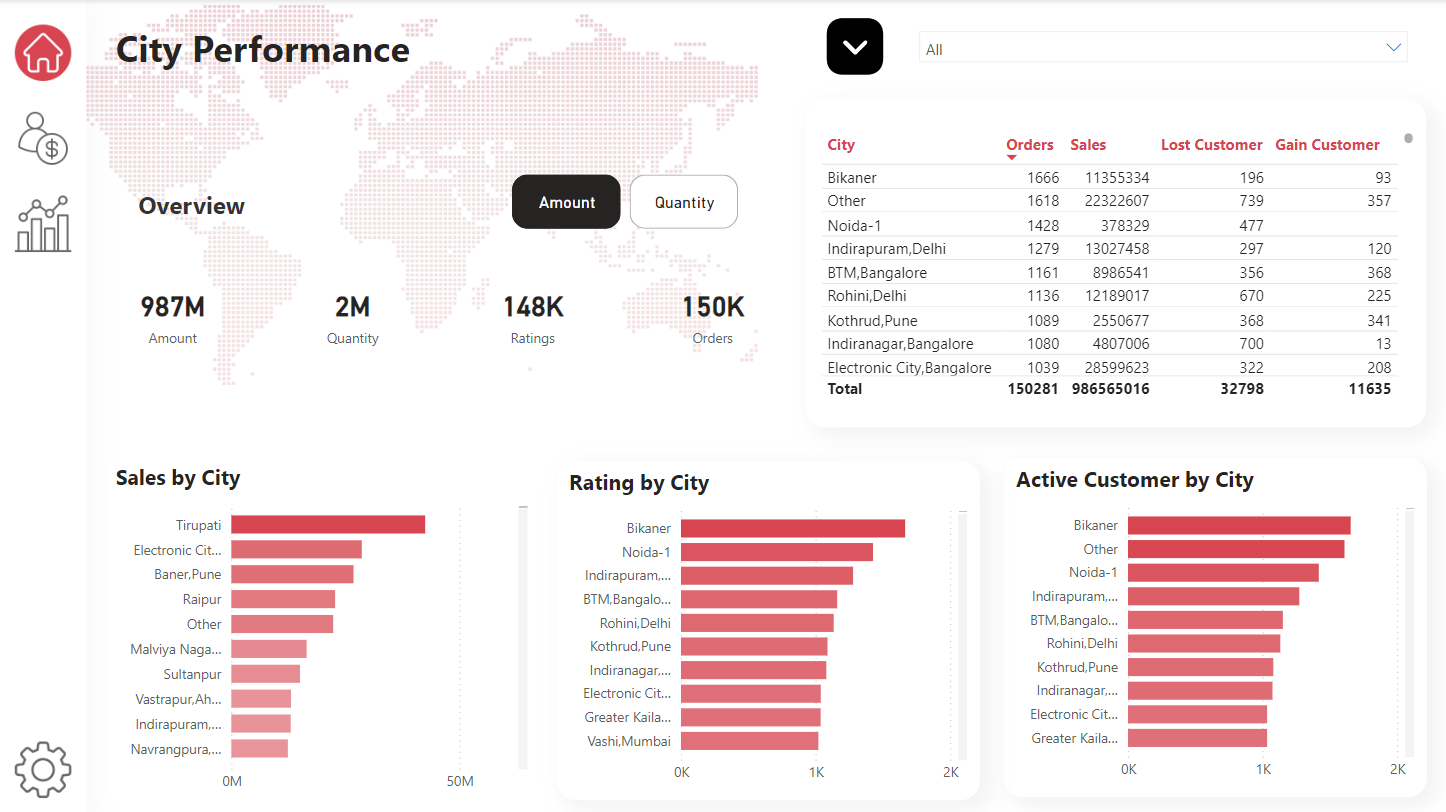 City Performance
All
Overview
Amount
Quantity
987M
Amount
2M
Quantity
148K
Ratings
150K
Orders
City Orders Sales Lost Customer Gain Customer
Bikaner 1666 11355334 196 93
Other 1618 22322607 739 357
Noida-1 1428 378329 477
Indirapuram,Delhi 1279 13027458 297 120
BTM,Bangalore 1161 8986541 356 368
Rohini,Delhi 1136 12189017 670 225
Kothrud,Pune 1089 2550677 368 341
Indiranagar,Bangalore 1080 4807006 700 13
Electronic City,Bangalore 1039 28599623 322 208
Total 150281 986565016 32798 11635
Sales by City
Tirupati
Electronic Cit...
Baner,Pune
Raipur
Other
Malviya Naga...
Sultanpur
Vastrapur,Ah...
Indirapuram,...
Navrangpura,...
0M 50M
Rating by City
Bikaner
Noida-1
Indirapuram,...
BTM,Bangalo...
Rohini,Delhi
Kothrud,Pune
Indiranagar,...
Electronic Cit...
Greater Kaila...
Vashi,Mumbai
0K 1K 2K
Active Customer by City
Bikaner
Other
Noida-1
Indirapuram,...
BTM,Bangalo...
Rohini,Delhi
Kothrud,Pune
Indiranagar,...
Electronic Cit...
Greater Kaila...
0K 1K 2K